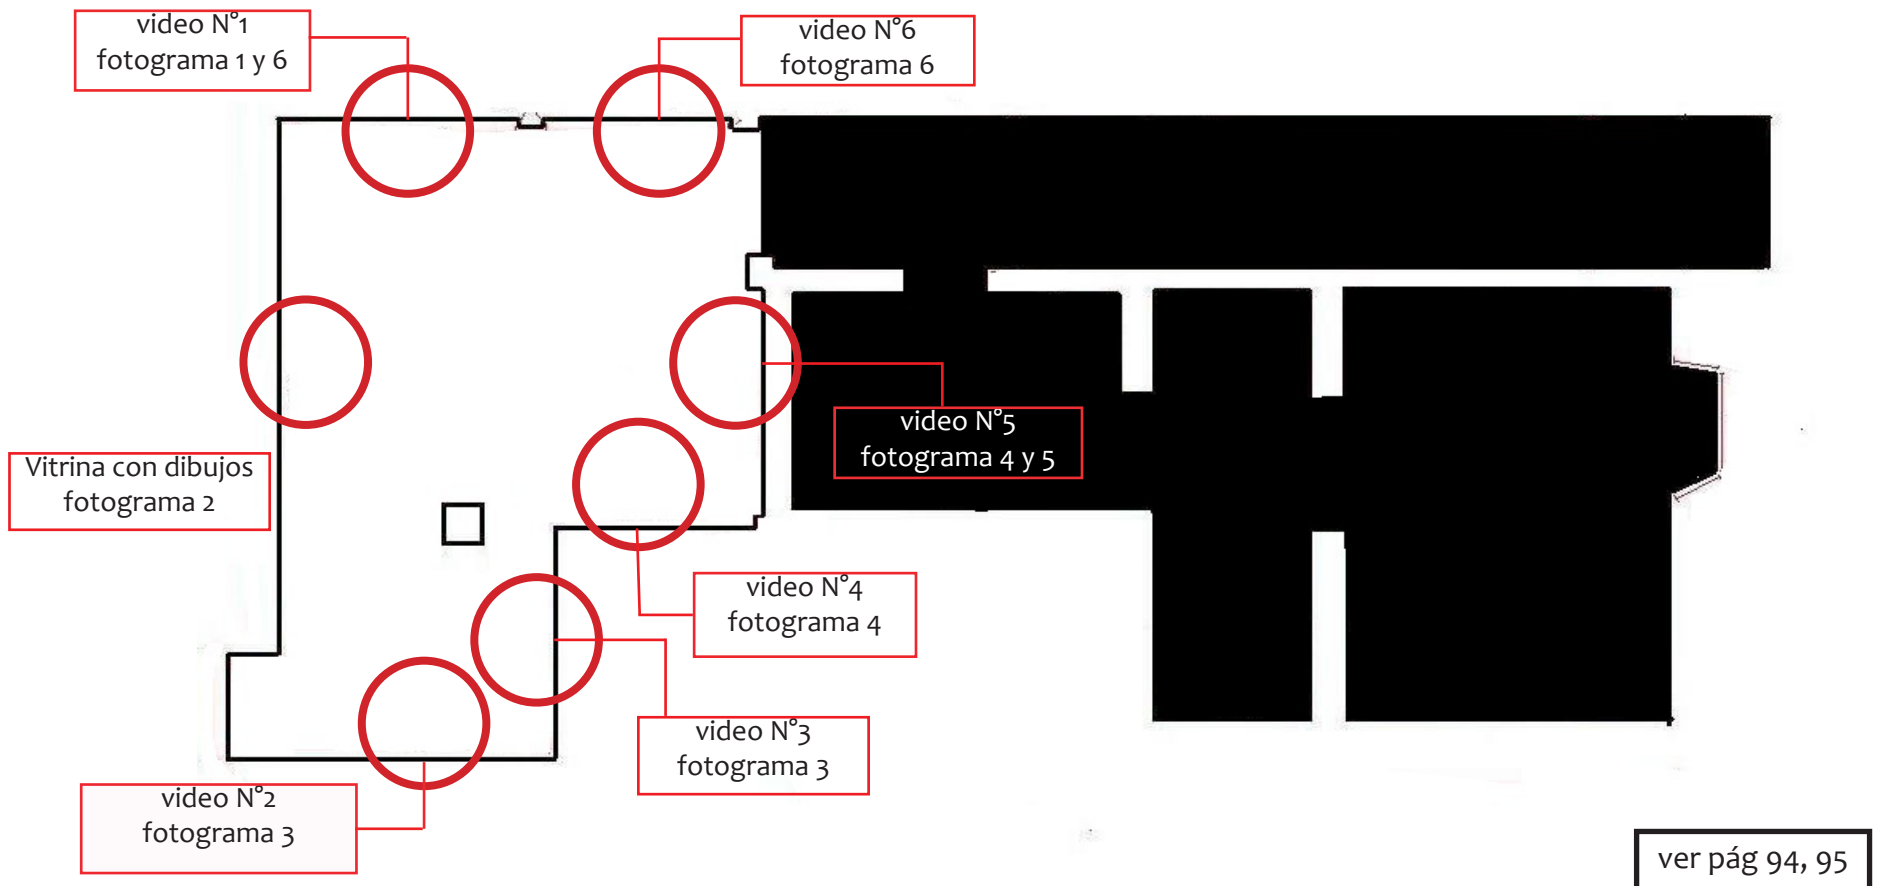 video N°1
fotograma 1 y 6
video N°6
fotograma 6
video N°5
fotograma 4 y 5
Vitrina con dibujos
fotograma 2
video N°4
fotograma 4
video N°3
fotograma 3
video N°2
fotograma 3
ver pág 94, 95